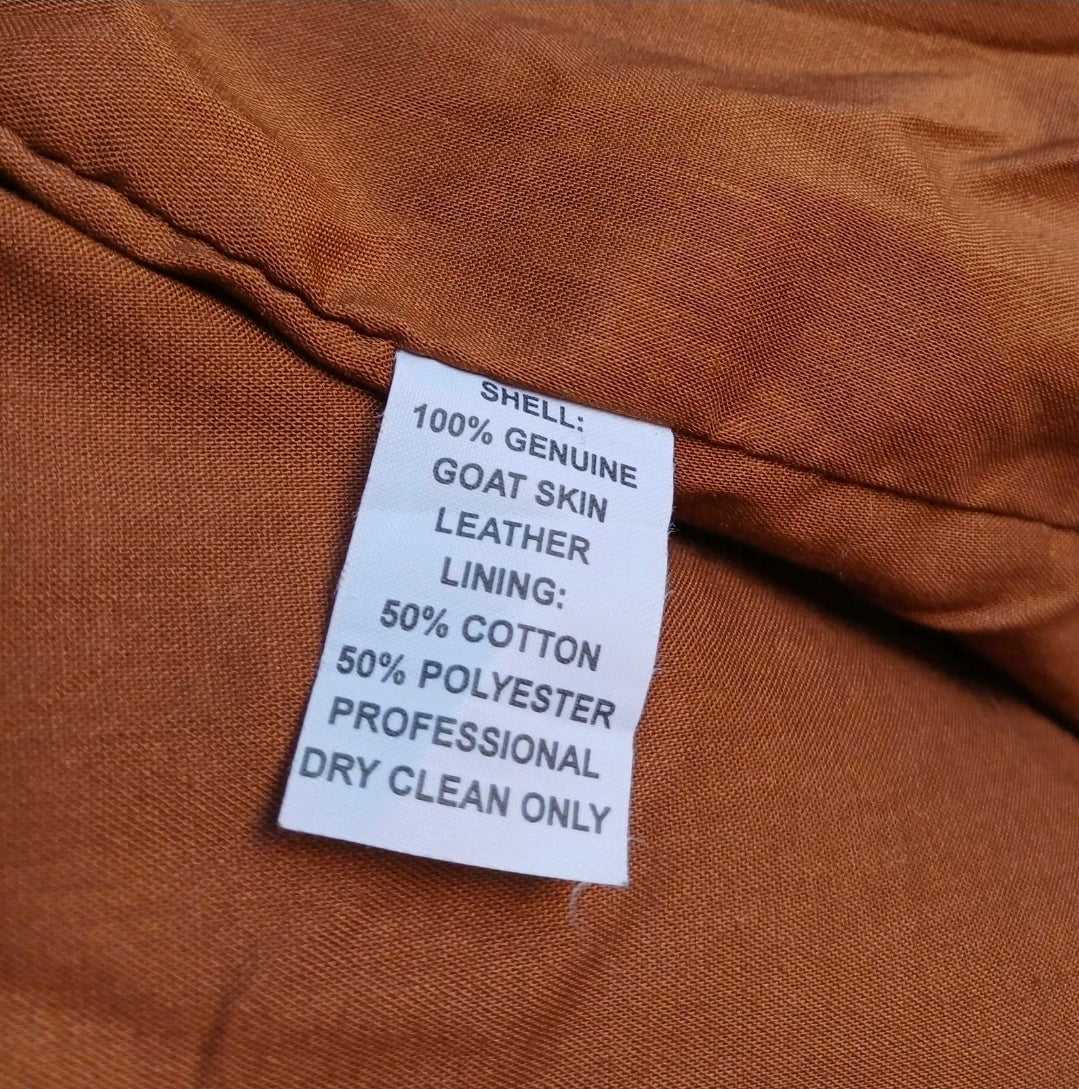 SHELL:
100% GENUINE
GOAT SKIN
LEATHER
LINING:
50% COTTON
50% POLYESTER
PROFESSIONAL
DRY CLEAN ONLY